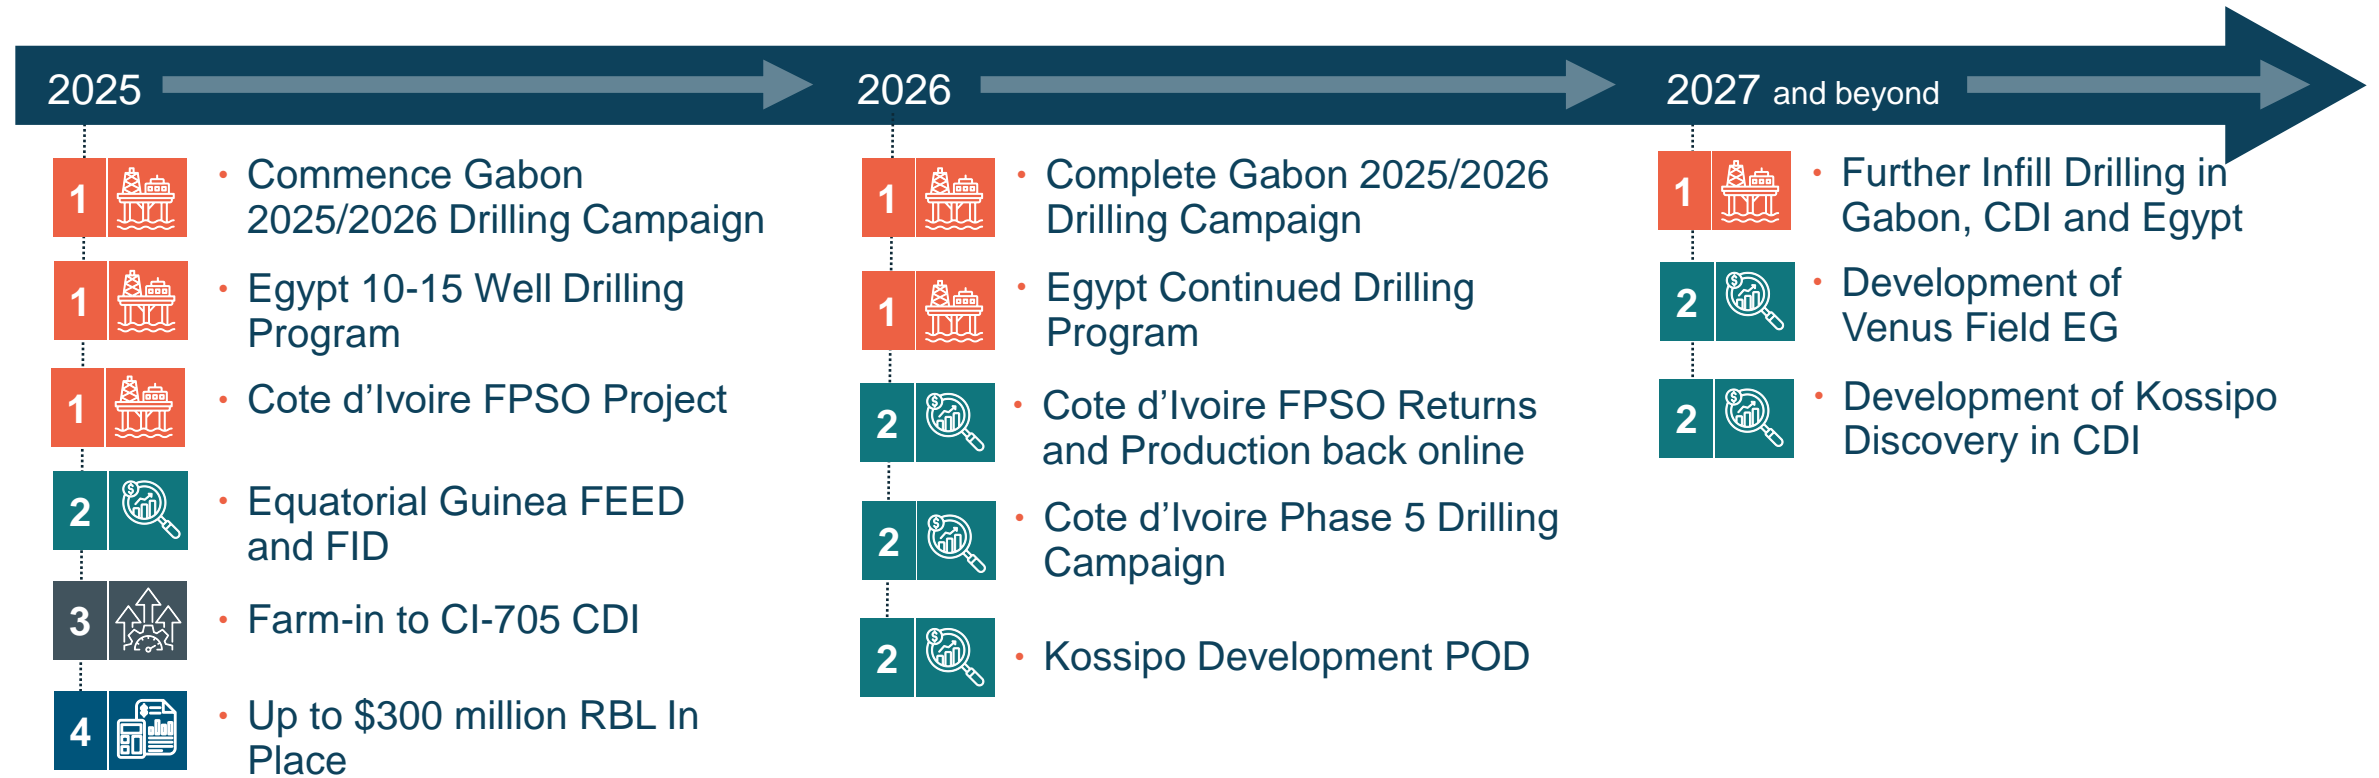 2025
1
• Commence Gabon
2025/2026 Drilling Campaign
1
• Egypt 10-15 Well Drilling
Program
1
• Cote d’Ivoire FPSO Project
2
• Equatorial Guinea FEED
and FID
3
• Farm-in to CI-705 CDI
4
• Up to $300 million RBL In
Place
2026
1
• Complete Gabon 2025/2026
Drilling Campaign
1
• Egypt Continued Drilling
Program
2
• Cote d’Ivoire FPSO Returns
and Production back online
2
• Cote d’Ivoire Phase 5 Drilling
Campaign
2
• Kossipo Development POD
2027 and beyond
1
• Further Infill Drilling in
Gabon, CDI and Egypt
2
• Development of
Venus Field EG
2
• Development of Kossipo
Discovery in CDI